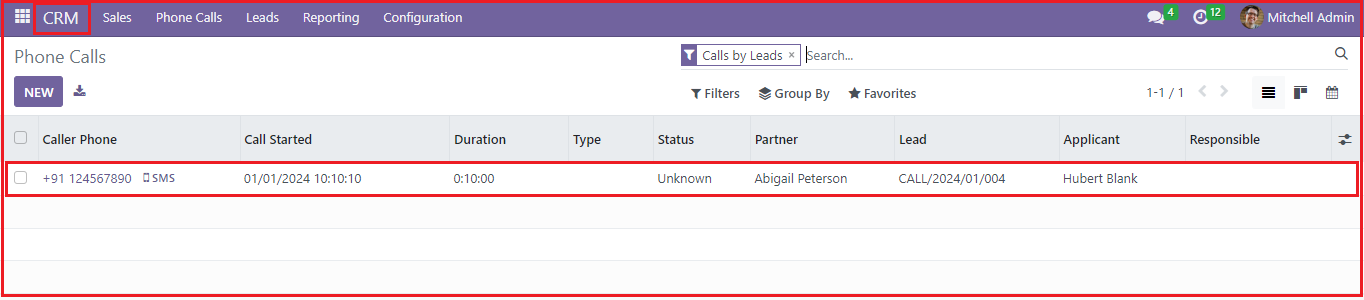 CRM Sales Phone Calls Leads Reporting Configuration 4 12 Mitchell Admin
Phone Calls Calls by Leads × Search...
NEW Filters Group By Favorites 1-1 / 1
Caller Phone Call Started Duration Type Status Partner Lead Applicant Responsible
+91 124567890 SMS 01/01/2024 10:10:10 0:10:00 Unknown Abigail Peterson CALL/2024/01/004 Hubert Blank